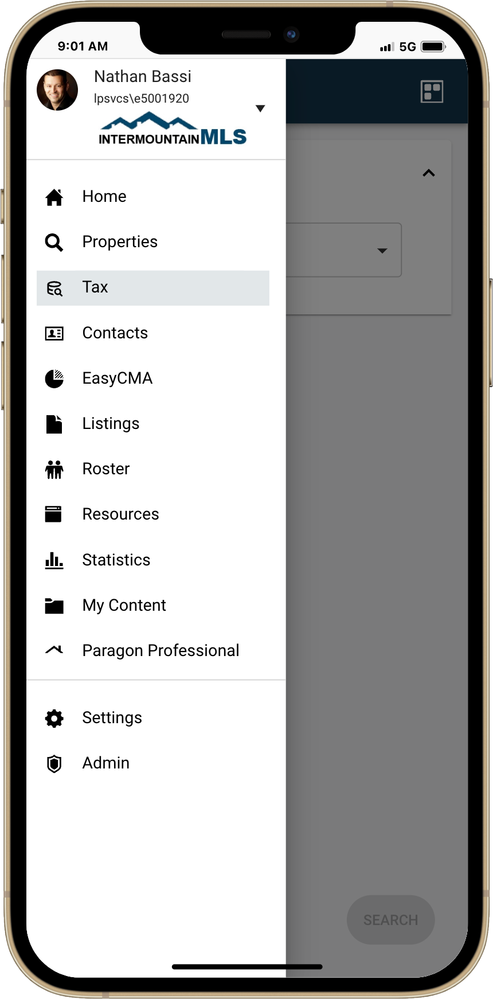 9:01 AM
5G
Nathan Bassi
lpsvcs\e5001920
INTERMOUNTAINMLS
Home
Properties
Tax
Contacts
EasyCMA
Listings
Roster
Resources
Statistics
My Content
Paragon Professional
Settings
Admin
SEARCH